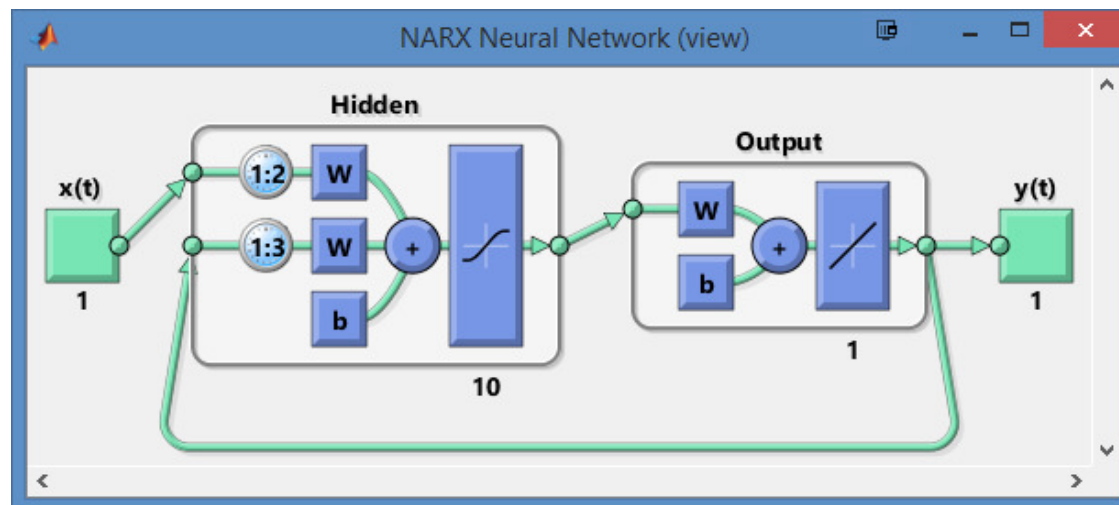 NARX Neural Network (view)
Hidden
Output
x(t)
1:2
W
W
y(t)
1:3
W
+
+
b
b
1
1
1
10